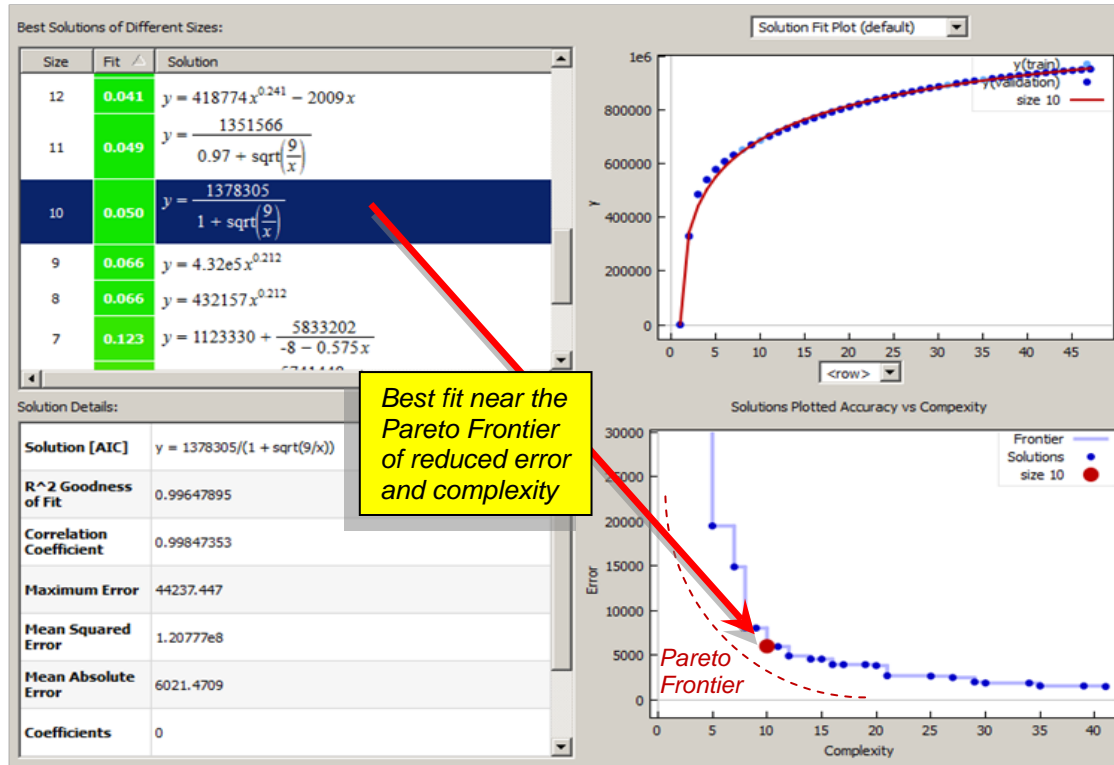 Best Solutions of Different Sizes:
Size Fit Solution
12 0.041 y = 418774x^0.241 − 2009x
11 0.049 y = 1351566 / (0.97 + sqrt(9/x))
10 0.050 y = 1378305 / (1 + sqrt(9/x))
9 0.066 y = 4.32e5x^0.212
8 0.066 y = 432157x^0.212
7 0.123 y = 1123330 + 5833202 / (-8 − 0.575x)
Solution Details:
Solution [AIC] y = 1378305/(1 + sqrt(9/x))
R^2 Goodness
of Fit
0.99647895
Correlation
Coefficient
0.99847353
Maximum Error 44237.447
Mean Squared
Error
1.20777e8
Mean Absolute
Error
6021.4709
Coefficients 0
Best fit near the
Pareto Frontier
of reduced error
and complexity
Solution Fit Plot (default)
y(train)
y(validation)
size 10
1e6
800000
600000
400000
200000
0
y
0 5 10 15 20 25 30 35 40 45
<row>
Solutions Plotted Accuracy vs Compexity
Frontier
Solutions
size 10
30000
25000
20000
15000
10000
5000
0
Error
Pareto
Frontier
0 5 10 15 20 25 30 35 40
Complexity